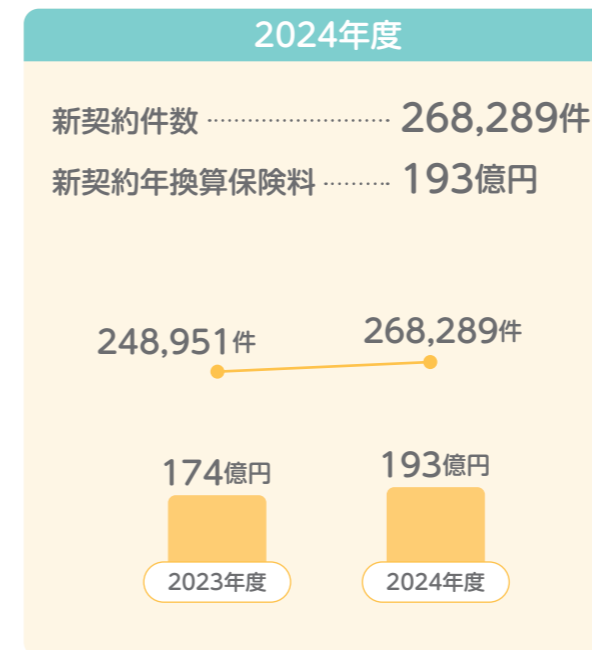 2024年度
新契約件数 268,289件
新契約年換算保険料 193億円
248,951件 268,289件
174億円 193億円
2023年度 2024年度